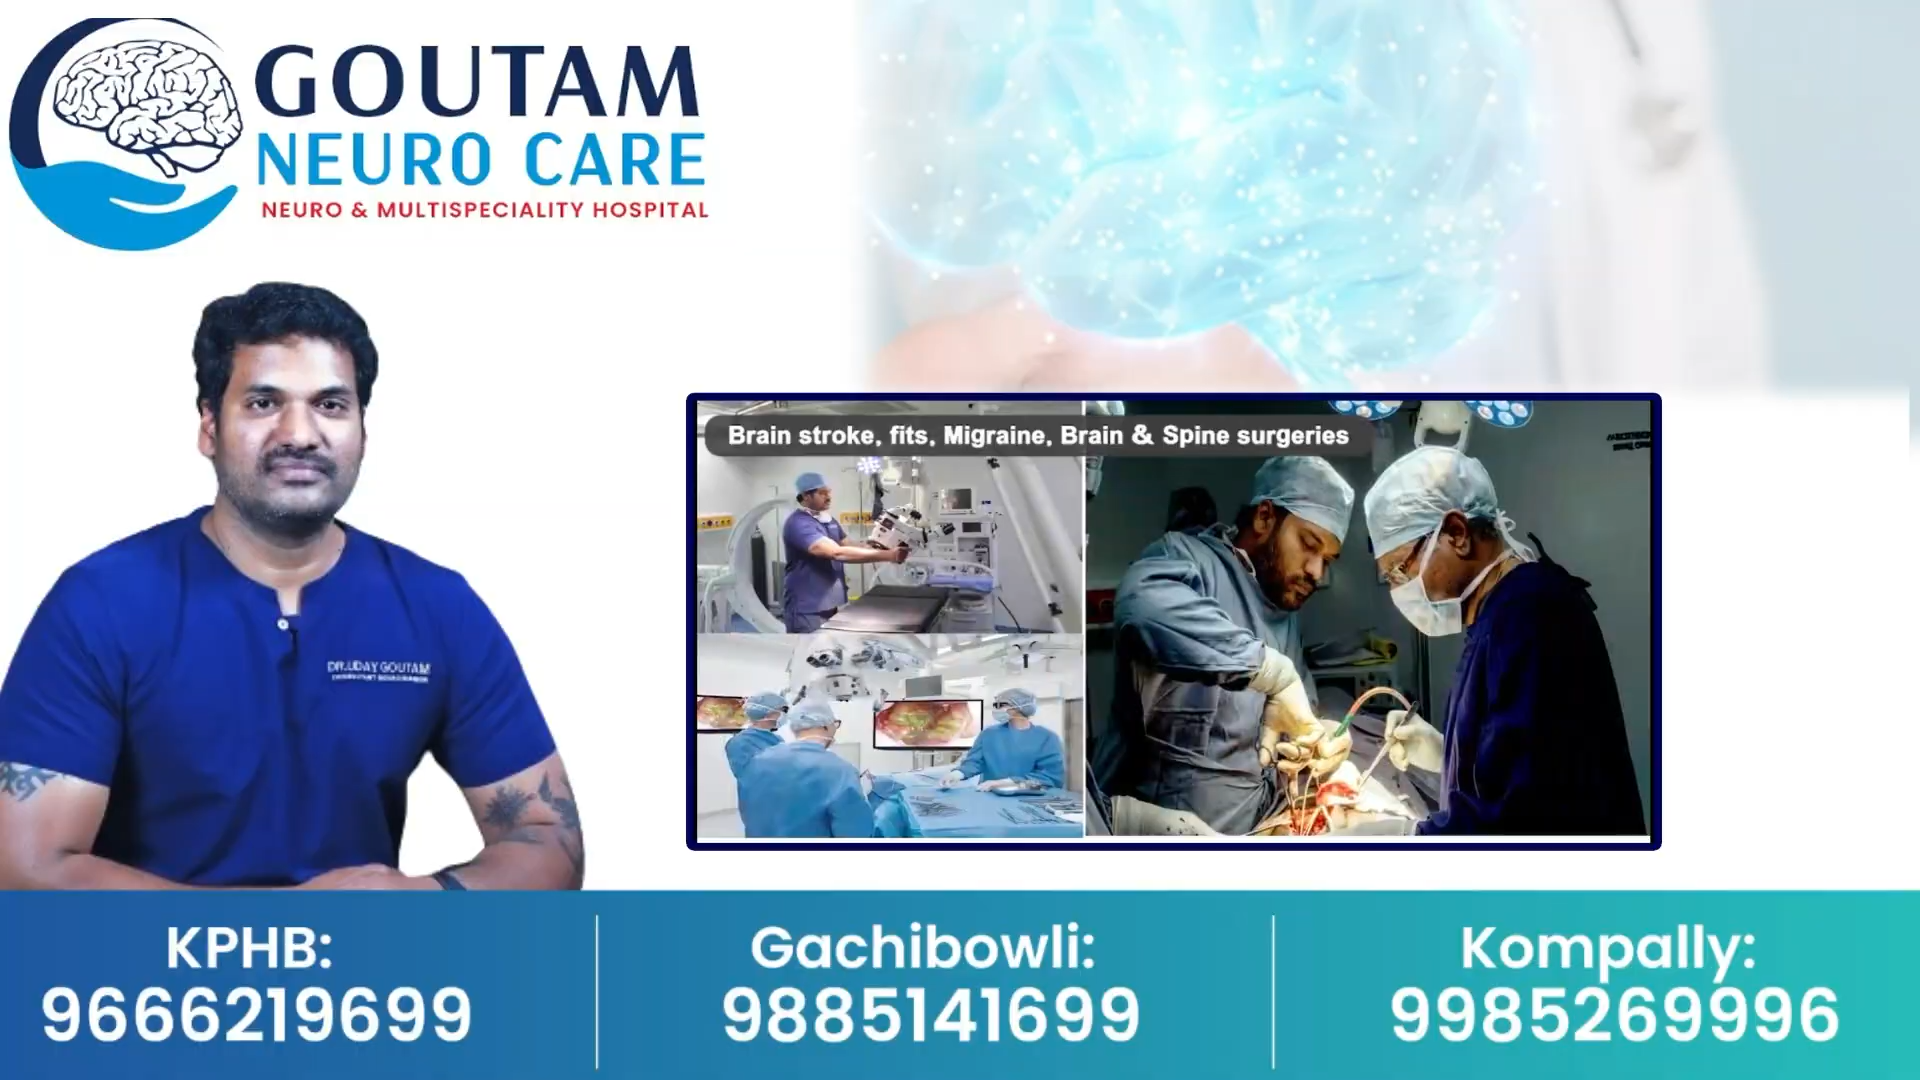 GOUTAM
NEURO CARE
NEURO & MULTISPECIALITY HOSPITAL
Brain stroke, fits, Migraine, Brain & Spine surgeries
DR.UDAY GOUTAM
KPHB:
9666219699
Gachibowli:
9885141699
Kompally:
9985269996